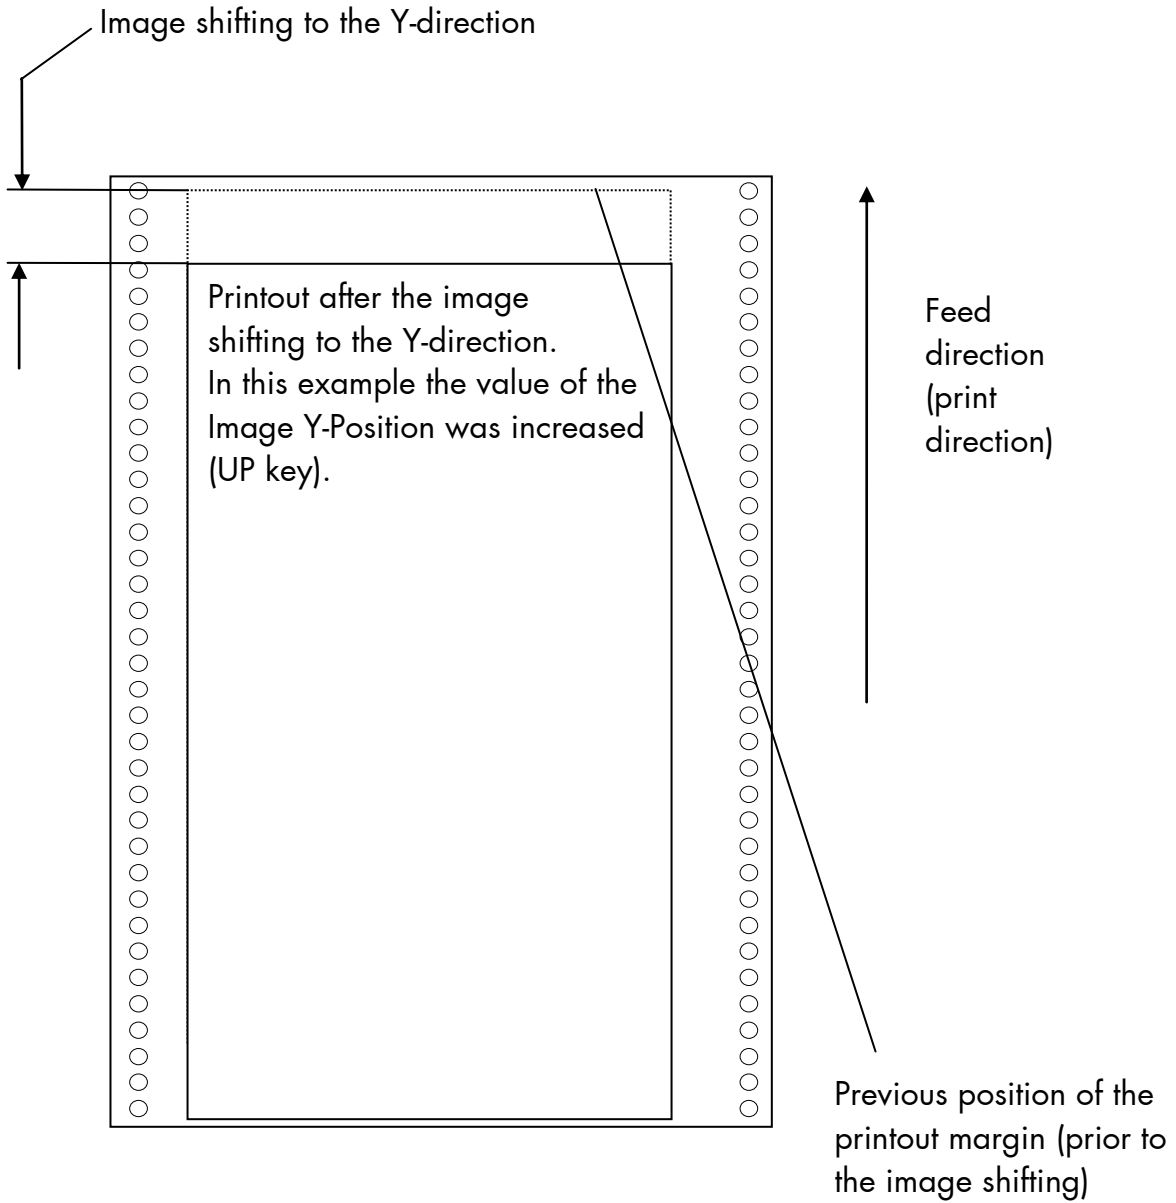 Image shifting to the Y-direction
Printout after the image
shifting to the Y-direction.
In this example the value of the
Image Y-Position was increased
(UP key).
Feed
direction
(print
direction)
Previous position of the
printout margin (prior to
the image shifting)